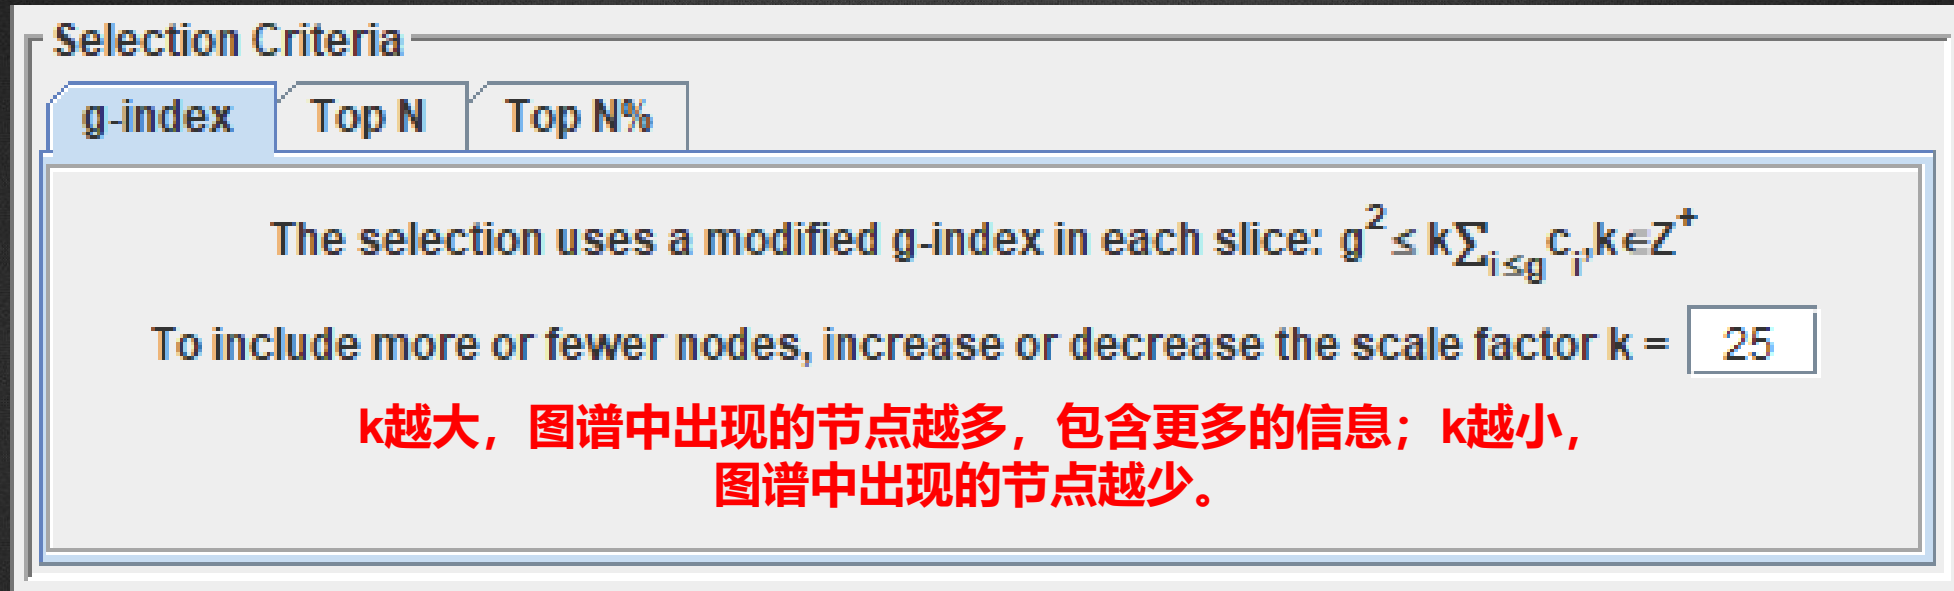 Selection Criteria
g-index Top N Top N%
The selection uses a modified g-index in each slice: g²≤ k∑i≤g ci,k∈Z⁺
To include more or fewer nodes, increase or decrease the scale factor k = 25
k越大，图谱中出现的节点越多，包含更多的信息；k越小，
图谱中出现的节点越少。